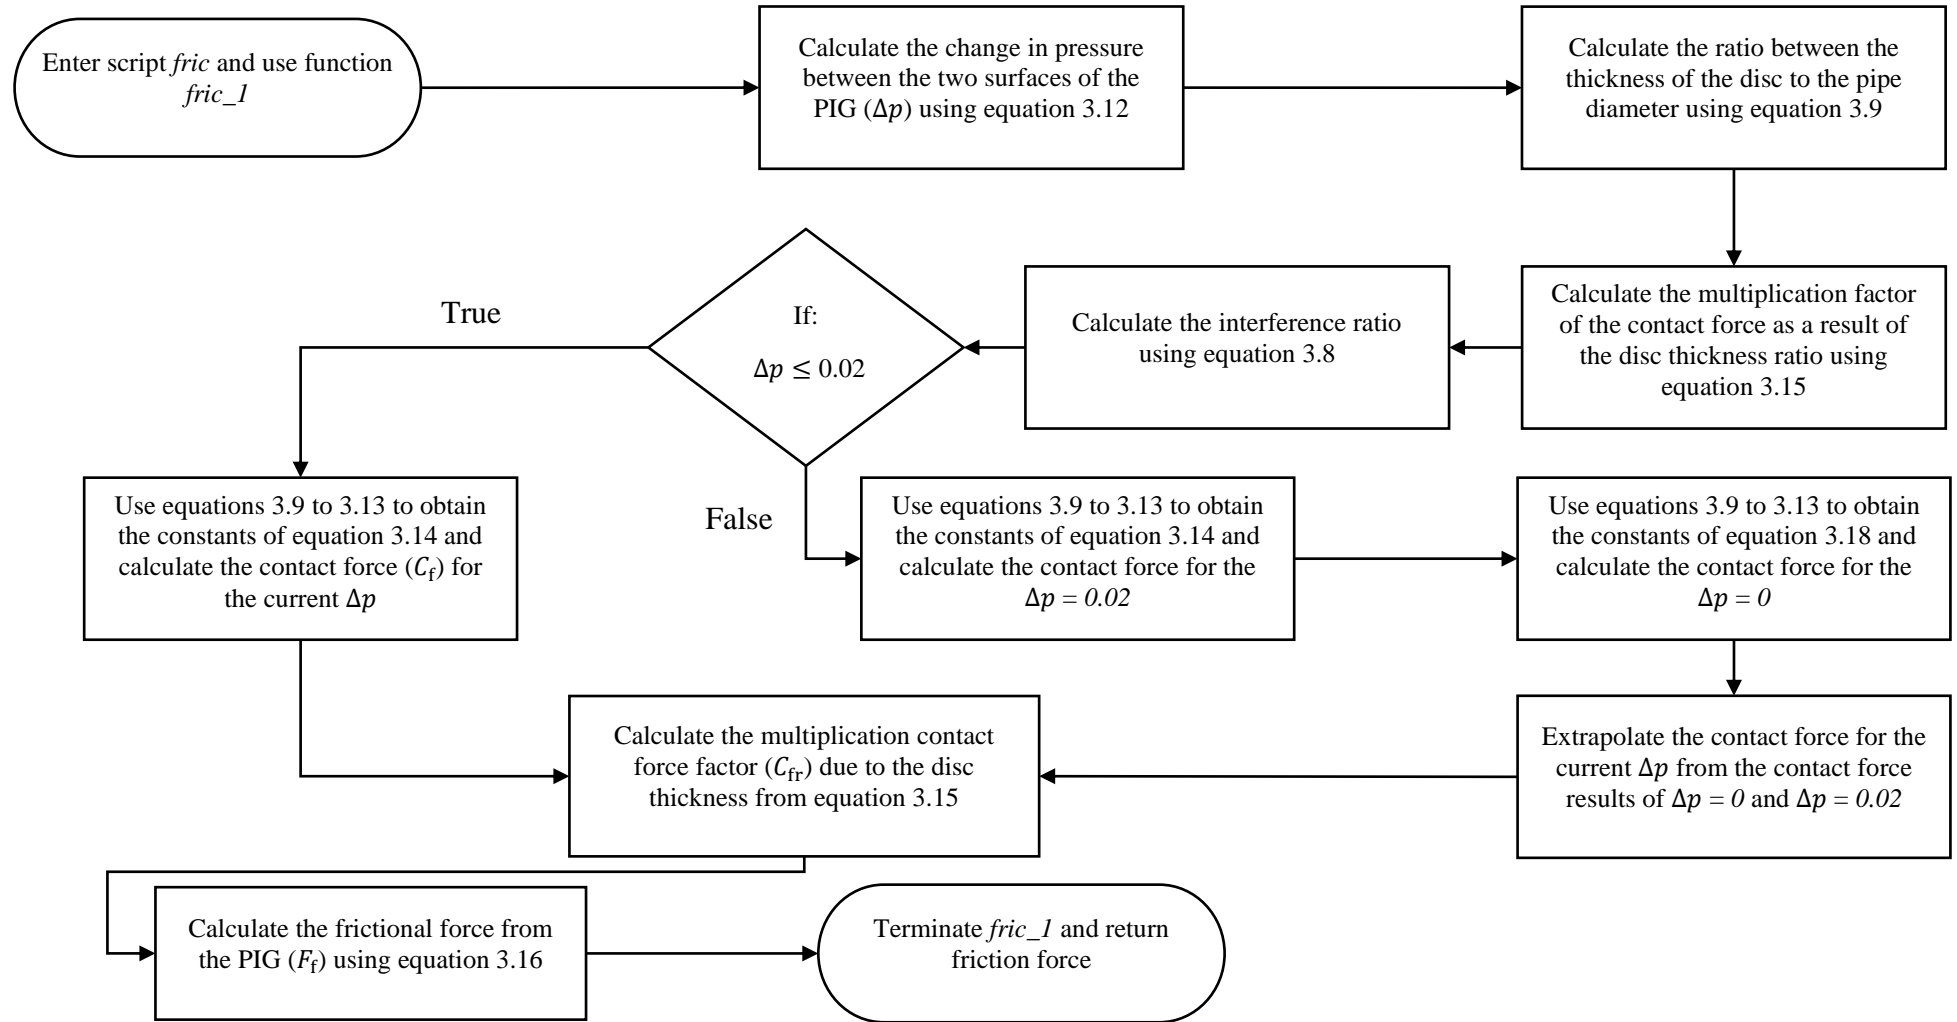 Enter script fric and use function
fric_1
Calculate the change in pressure
between the two surfaces of the
PIG (Δp) using equation 3.12
Calculate the ratio between the
thickness of the disc to the pipe
diameter using equation 3.9
Calculate the multiplication factor
of the contact force as a result of
the disc thickness ratio using
equation 3.15
Calculate the interference ratio
using equation 3.8
If:
Δp ≤ 0.02
True
False
Use equations 3.9 to 3.13 to obtain
the constants of equation 3.14 and
calculate the contact force (C_f) for
the current Δp
Use equations 3.9 to 3.13 to obtain
the constants of equation 3.14 and
calculate the contact force for the
Δp = 0.02
Use equations 3.9 to 3.13 to obtain
the constants of equation 3.18 and
calculate the contact force for the
Δp = 0
Extrapolate the contact force for the
current Δp from the contact force
results of Δp = 0 and Δp = 0.02
Calculate the multiplication contact
force factor (C_fr) due to the disc
thickness from equation 3.15
Calculate the frictional force from
the PIG (F_f) using equation 3.16
Terminate fric_1 and return
friction force